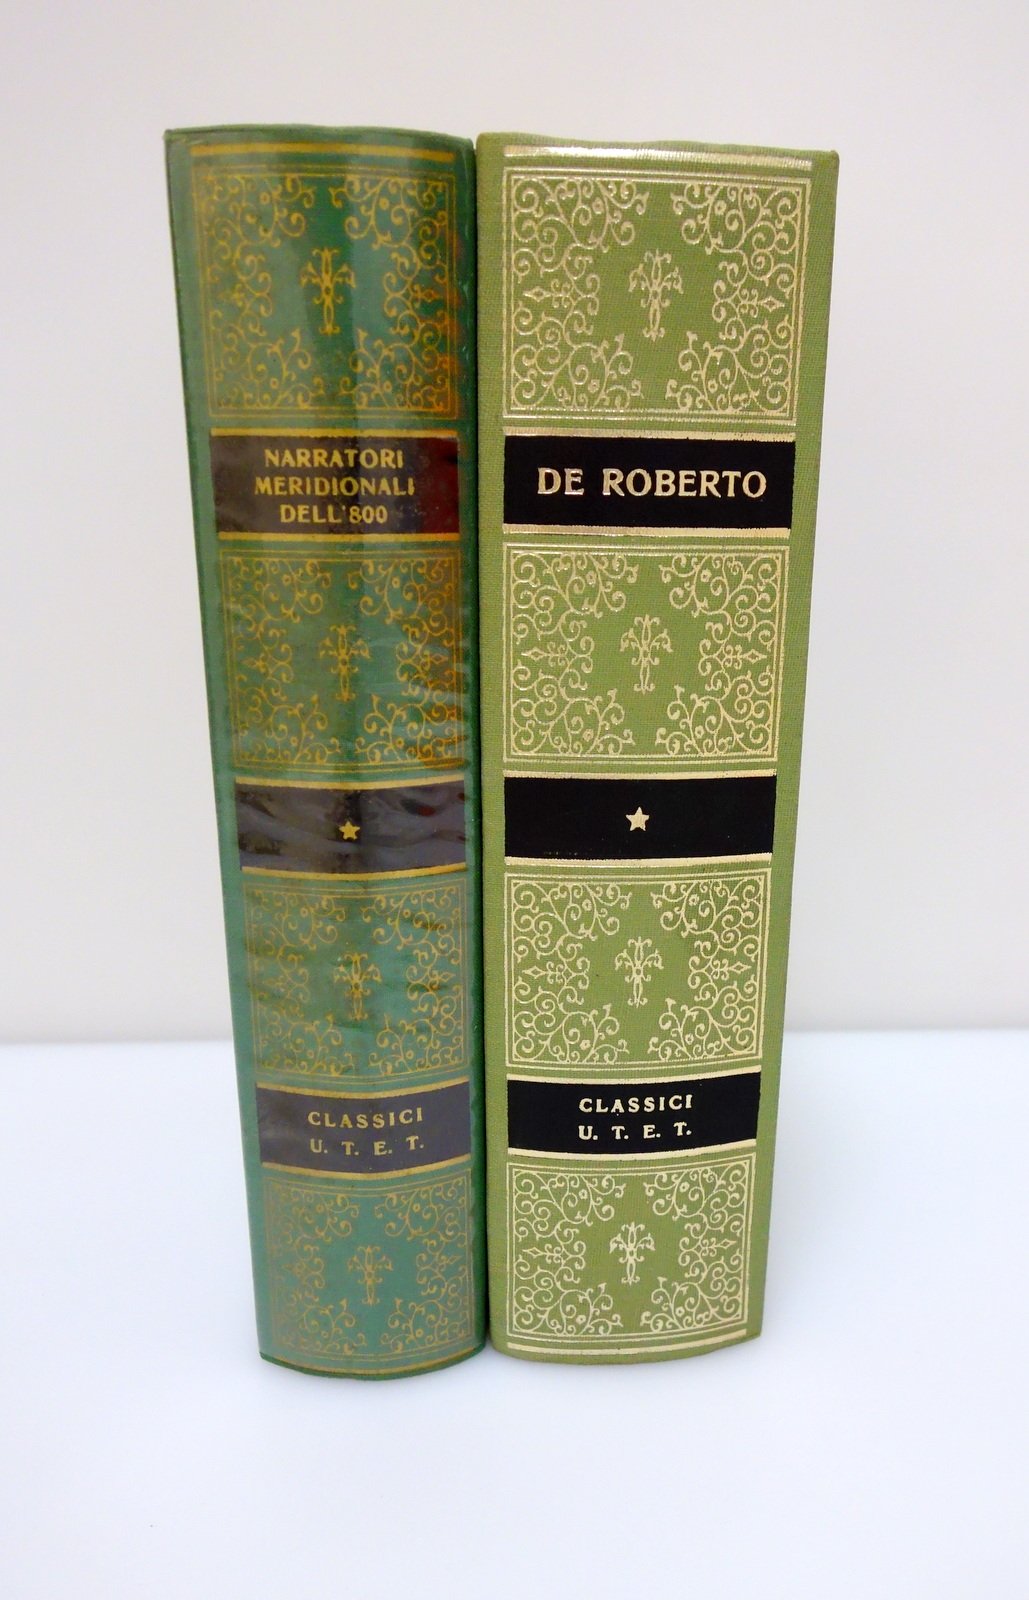 NARRATORI
MERIDIONALI
DELL'800
CLASSICI
U. T. E. T.
DE ROBERTO
CLASSICI
U. T. E. T.